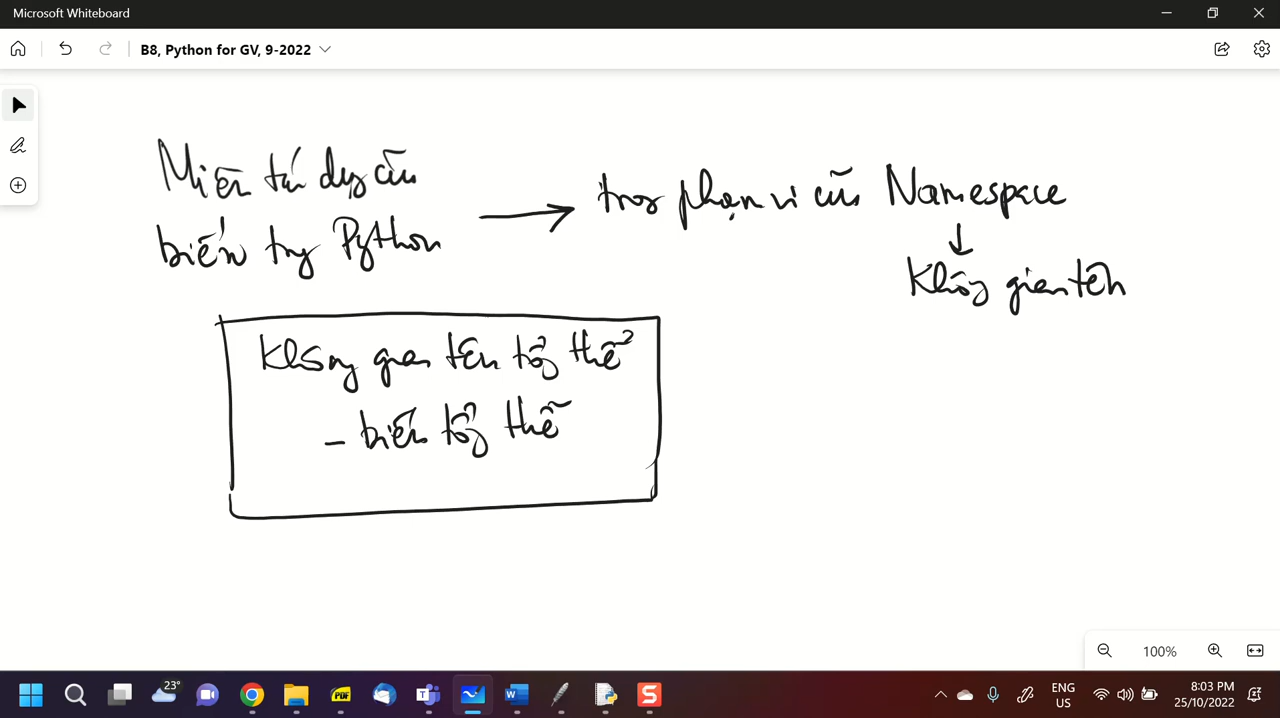 Microsoft Whiteboard
B8, Python for GV, 9-2022
Miền tác dụng của
biến trong Python
trong phạm vi của Namespace
Không gian tên
Không gian tên tổng thể
- biến tổng thể
100%
23°
PDF
W
S
ENG
US
8:03 PM
25/10/2022